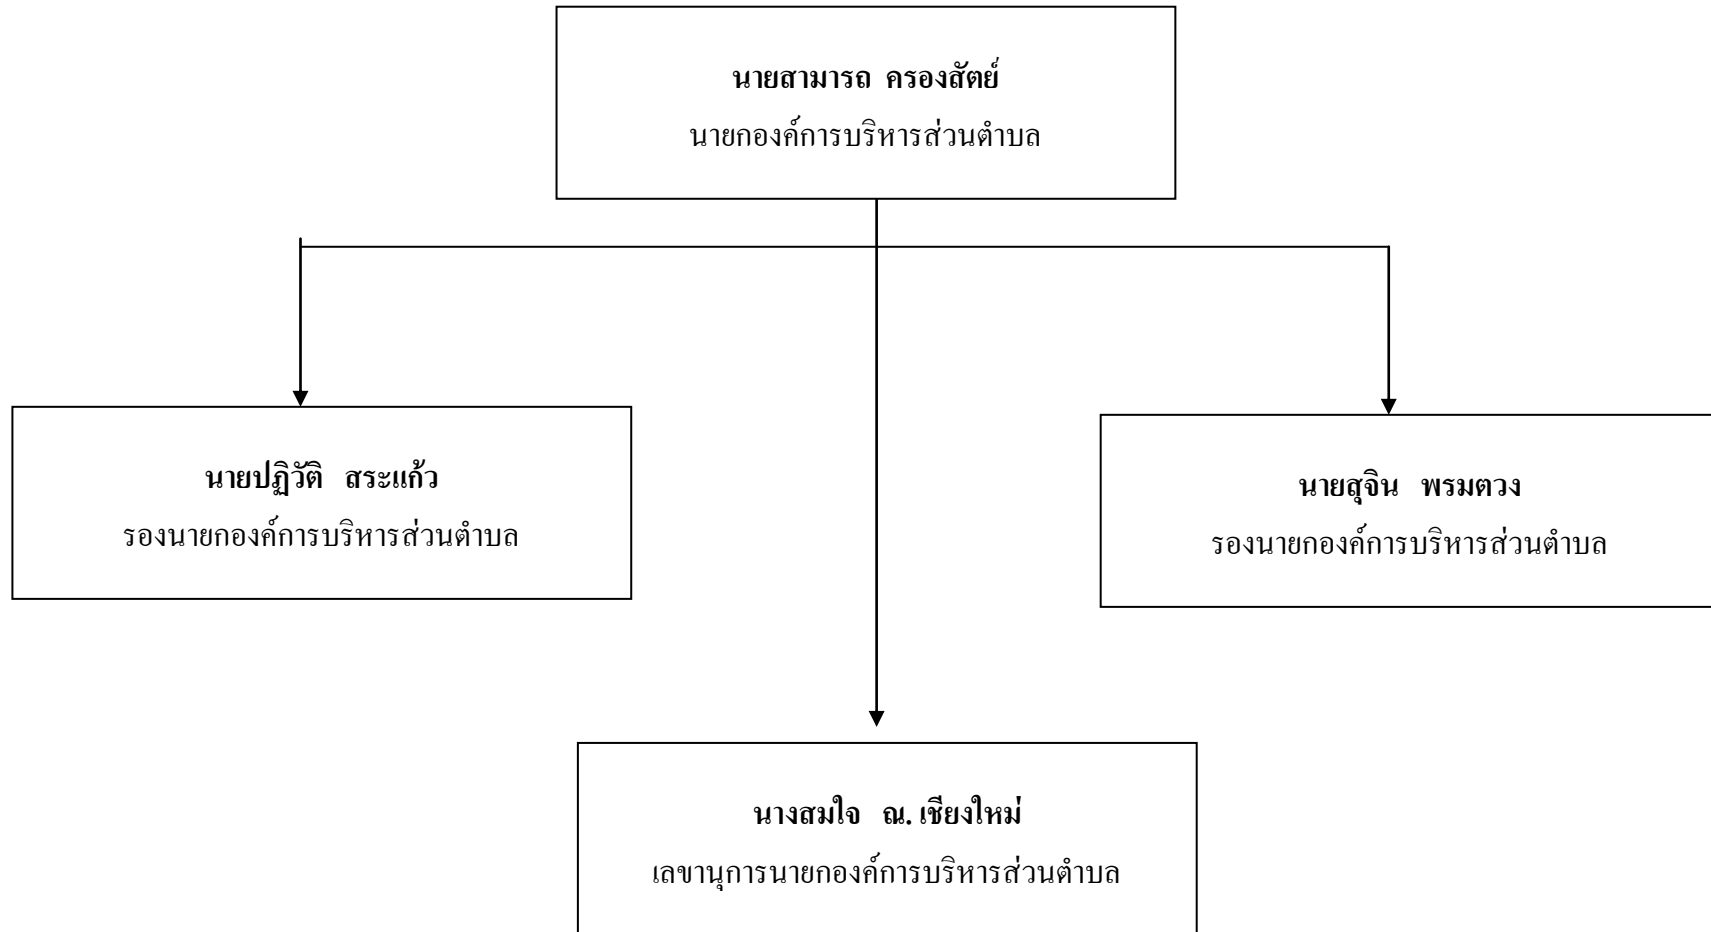 นายสามารถ ครองสัตย์
นายกองค์การบริหารส่วนตำบล
นายปฏิวัติ สระแก้ว
รองนายกองค์การบริหารส่วนตำบล
นายสุจิน พรมตวง
รองนายกองค์การบริหารส่วนตำบล
นางสมใจ ณ. เชียงใหม่
เลขานุการนายกองค์การบริหารส่วนตำบล